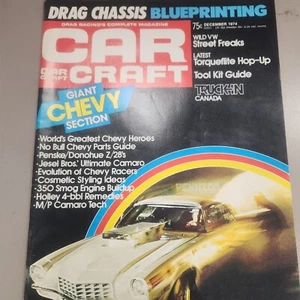 DRAG CHASSIS BLUEPRINTING
DRAG RACING'S COMPLETE MAGAZINE
75¢ DECEMBER 1974
CAR
CRAFT
WILD VW
Street Freaks
LATEST
Torqueflite Hop-Up
Tool Kit Guide
TRUCKIN'
CANADA
GIANT
CHEVY
SECTION
•World's Greatest Chevy Heroes
•No Bull Chevy Parts Guide
•Penske/Donohue Z/28's
•Jesel Bros.' Ultimate Camaro
•Evolution of Chevy Racers
•Cosmetic Styling Ideas
•350 Smog Engine Buildup
•Holley 4-bbl Remedies
•M/P Camaro Tech